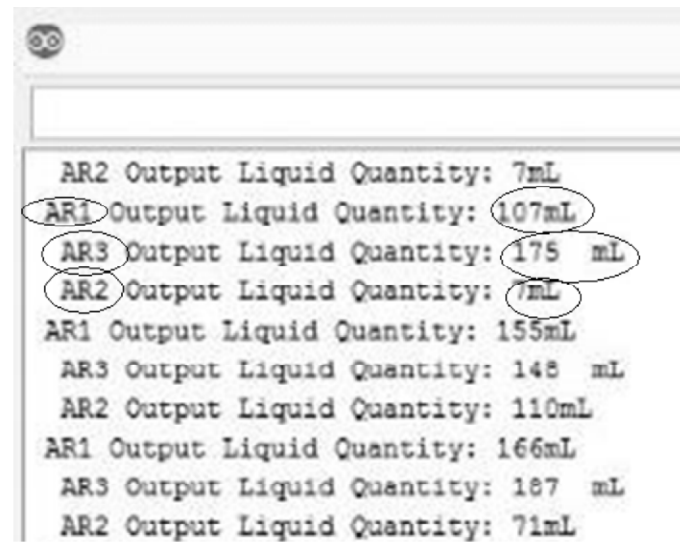 AR2 Output Liquid Quantity: 7mL
AR1 Output Liquid Quantity: 107mL
AR3 Output Liquid Quantity: 175 mL
AR2 Output Liquid Quantity: 7mL
AR1 Output Liquid Quantity: 155mL
AR3 Output Liquid Quantity: 148 mL
AR2 Output Liquid Quantity: 110mL
AR1 Output Liquid Quantity: 166mL
AR3 Output Liquid Quantity: 187 mL
AR2 Output Liquid Quantity: 71mL